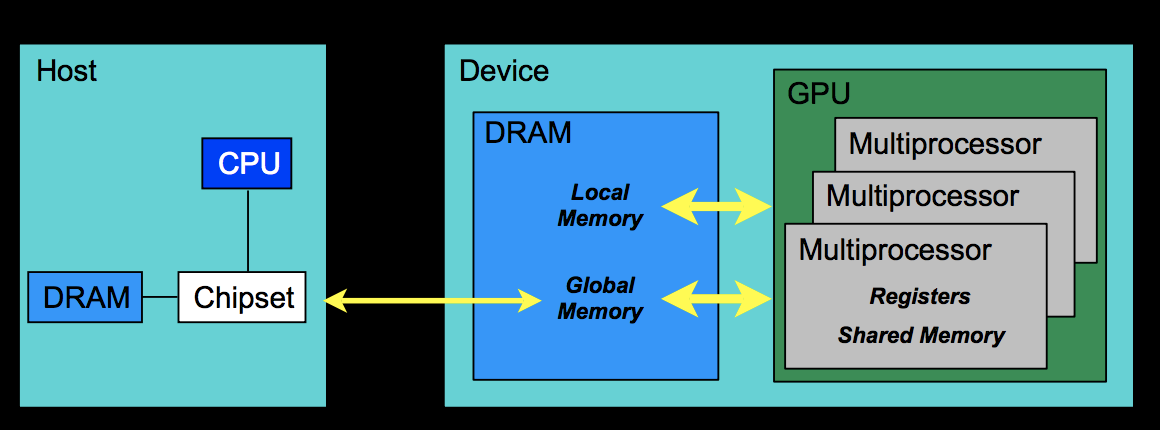 Host
CPU
DRAM
Chipset
Device
DRAM
Local
Memory
Global
Memory
GPU
Multiprocessor
Multiprocessor
Multiprocessor
Registers
Shared Memory